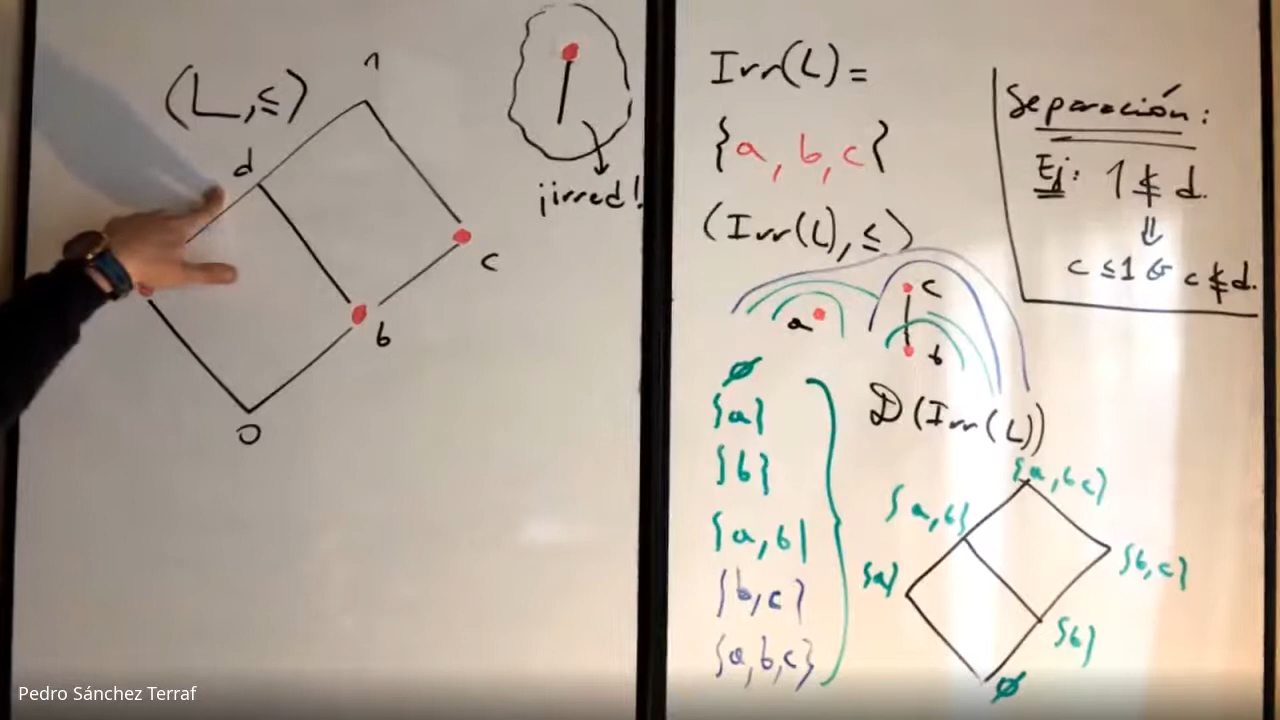 (L,≤)
1
d
c
b
0
¡irred!
Irr(L)=
{a, b, c}
(Irr(L),≤)
c
a
b
∅
{a}
{b}
{a,b}
{b,c}
{a,b,c}
D(Irr(L))
{a,b,c}
{a,b}
{b,c}
{a}
{b}
∅
Separación:
Ej: 1 ≰ d.
⇓
c ≤ 1 & c ≰ d.
Pedro Sánchez Terraf